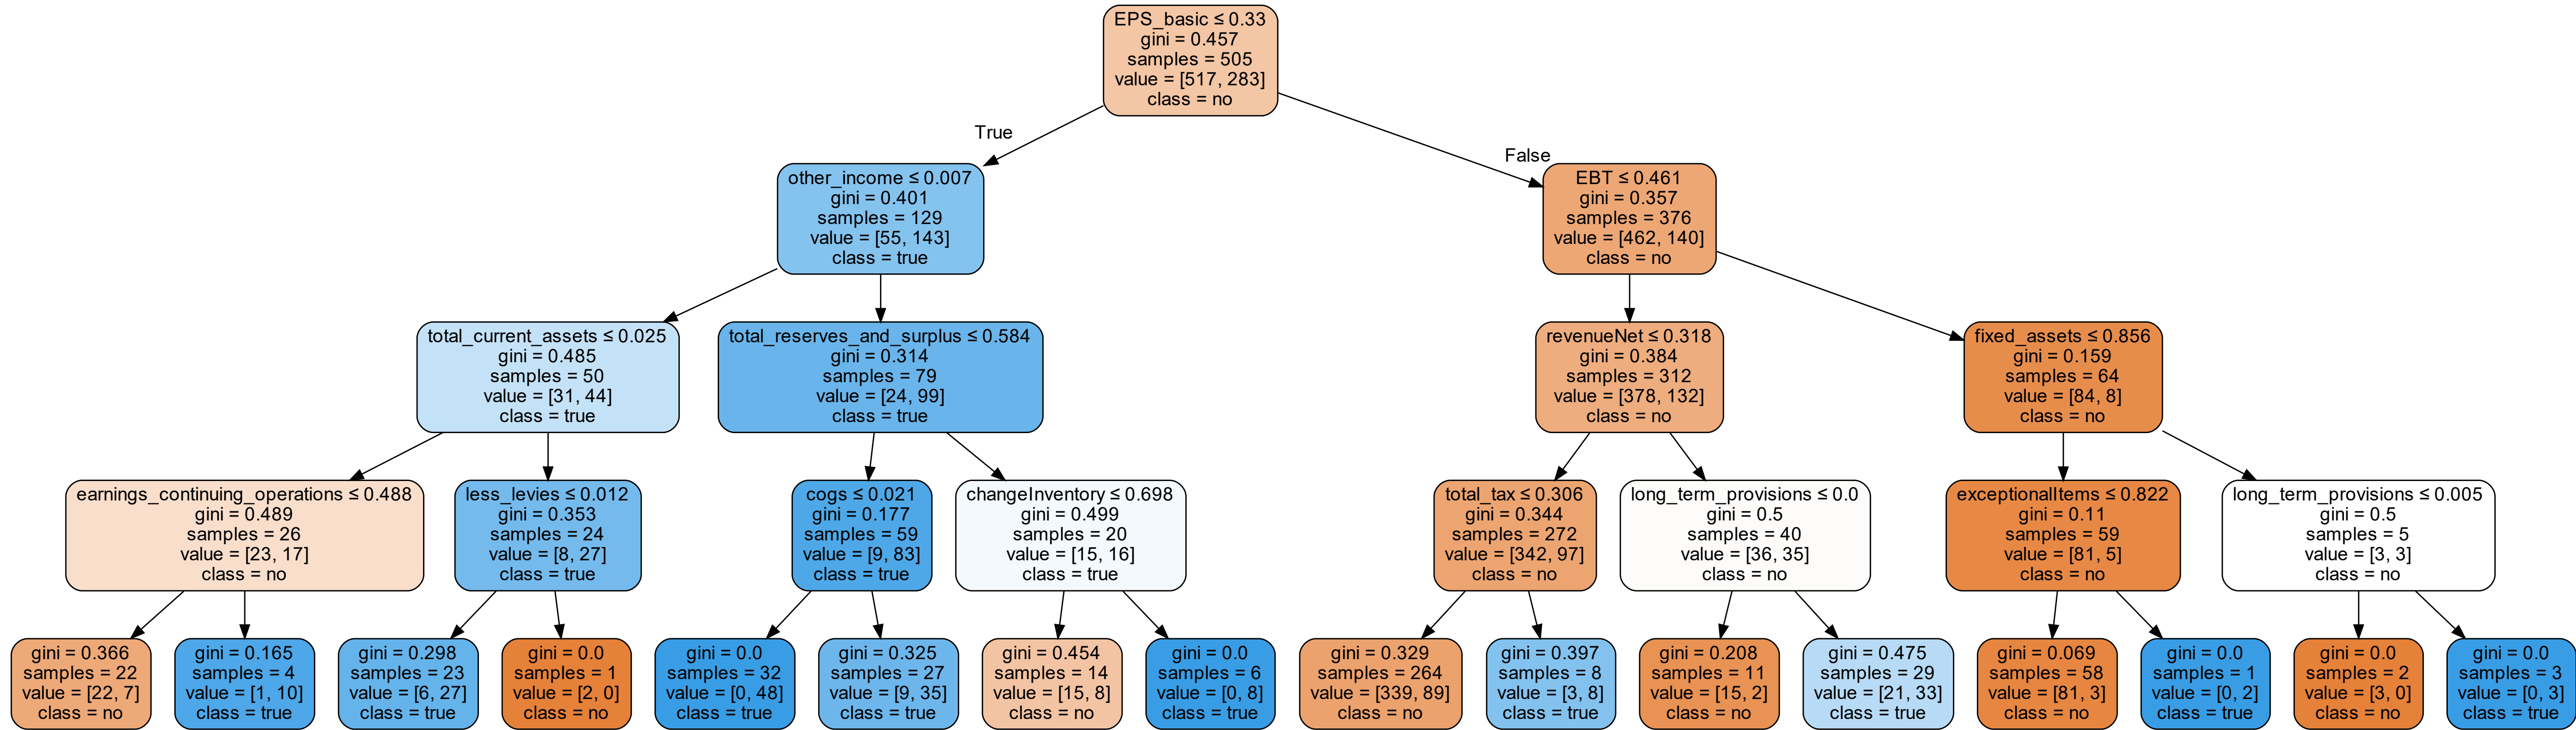 EPS_basic ≤ 0.33
gini = 0.457
samples = 505
value = [517, 283]
class = no
True
False
other_income ≤ 0.007
gini = 0.401
samples = 129
value = [55, 143]
class = true
EBT ≤ 0.461
gini = 0.357
samples = 376
value = [462, 140]
class = no
total_current_assets ≤ 0.025
gini = 0.485
samples = 50
value = [31, 44]
class = true
total_reserves_and_surplus ≤ 0.584
gini = 0.314
samples = 79
value = [24, 99]
class = true
revenueNet ≤ 0.318
gini = 0.384
samples = 312
value = [378, 132]
class = no
fixed_assets ≤ 0.856
gini = 0.159
samples = 64
value = [84, 8]
class = no
earnings_continuing_operations ≤ 0.488
gini = 0.489
samples = 26
value = [23, 17]
class = no
less_levies ≤ 0.012
gini = 0.353
samples = 24
value = [8, 27]
class = true
cogs ≤ 0.021
gini = 0.177
samples = 59
value = [9, 83]
class = true
changeInventory ≤ 0.698
gini = 0.499
samples = 20
value = [15, 16]
class = true
total_tax ≤ 0.306
gini = 0.344
samples = 272
value = [342, 97]
class = no
long_term_provisions ≤ 0.0
gini = 0.5
samples = 40
value = [36, 35]
class = no
exceptionalItems ≤ 0.822
gini = 0.11
samples = 59
value = [81, 5]
class = no
long_term_provisions ≤ 0.005
gini = 0.5
samples = 5
value = [3, 3]
class = no
gini = 0.366
samples = 22
value = [22, 7]
class = no
gini = 0.165
samples = 4
value = [1, 10]
class = true
gini = 0.298
samples = 23
value = [6, 27]
class = true
gini = 0.0
samples = 1
value = [2, 0]
class = no
gini = 0.0
samples = 32
value = [0, 48]
class = true
gini = 0.325
samples = 27
value = [9, 35]
class = true
gini = 0.454
samples = 14
value = [15, 8]
class = no
gini = 0.0
samples = 6
value = [0, 8]
class = true
gini = 0.329
samples = 264
value = [339, 89]
class = no
gini = 0.397
samples = 8
value = [3, 8]
class = true
gini = 0.208
samples = 11
value = [15, 2]
class = no
gini = 0.475
samples = 29
value = [21, 33]
class = true
gini = 0.069
samples = 58
value = [81, 3]
class = no
gini = 0.0
samples = 1
value = [0, 2]
class = true
gini = 0.0
samples = 2
value = [3, 0]
class = no
gini = 0.0
samples = 3
value = [0, 3]
class = true